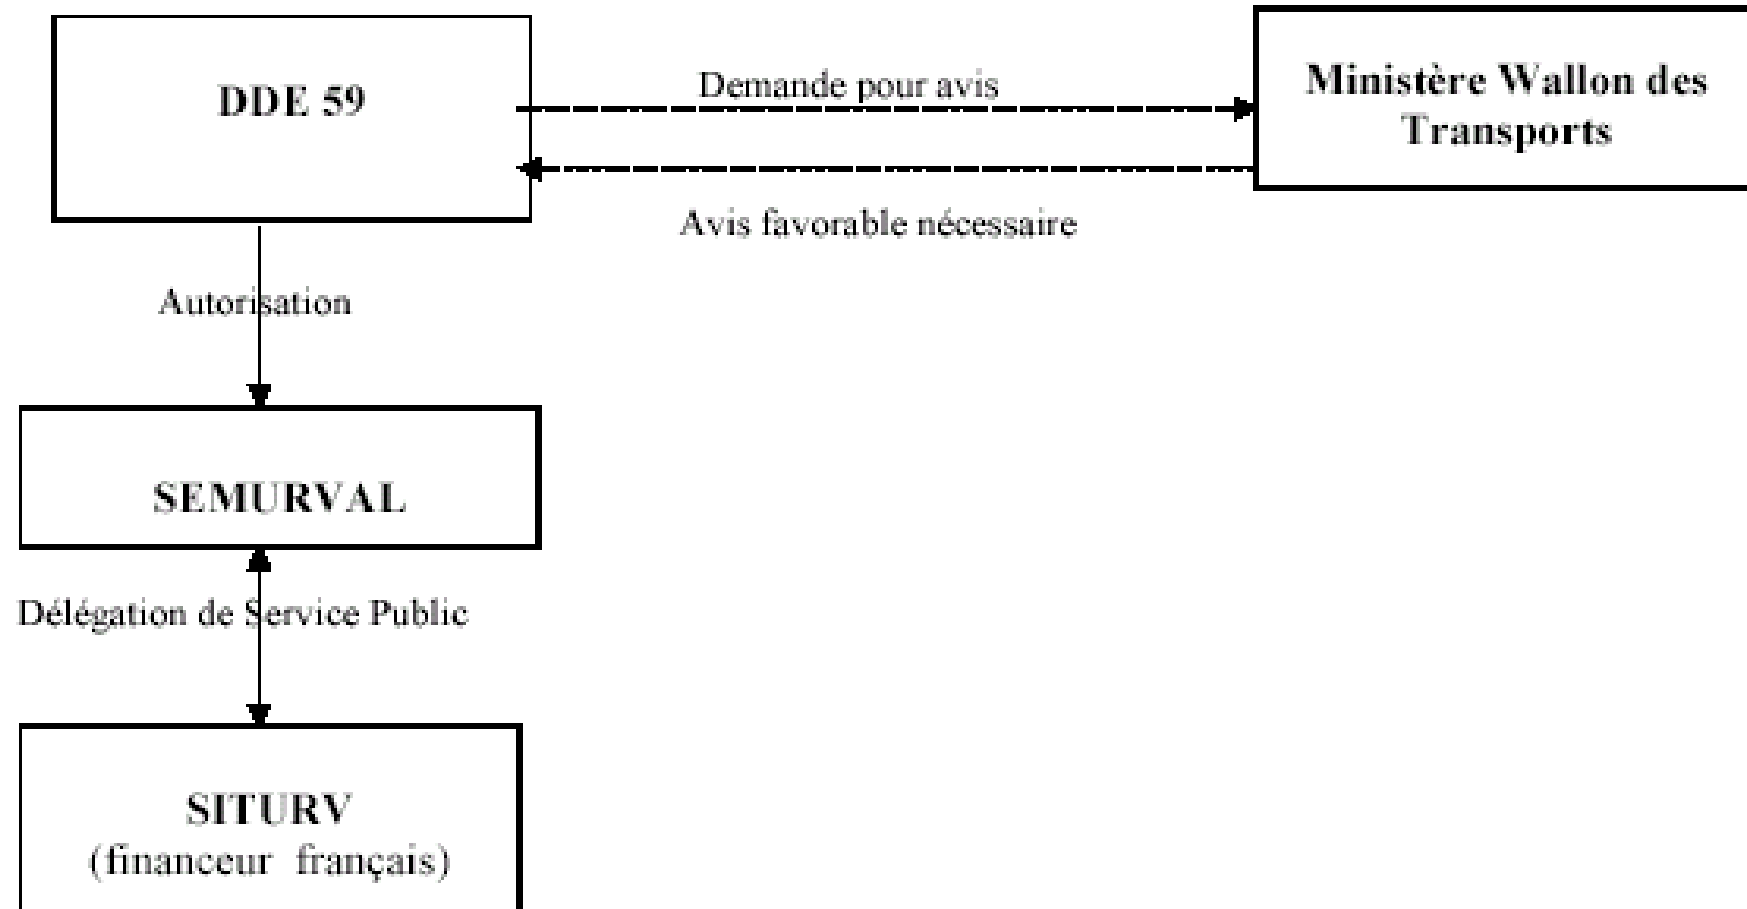 DDE 59
Demande pour avis
Ministère Wallon des
Transports
Avis favorable nécessaire
Autorisation
SEMURVAL
Délégation de Service Public
SITURV
(financeur français)